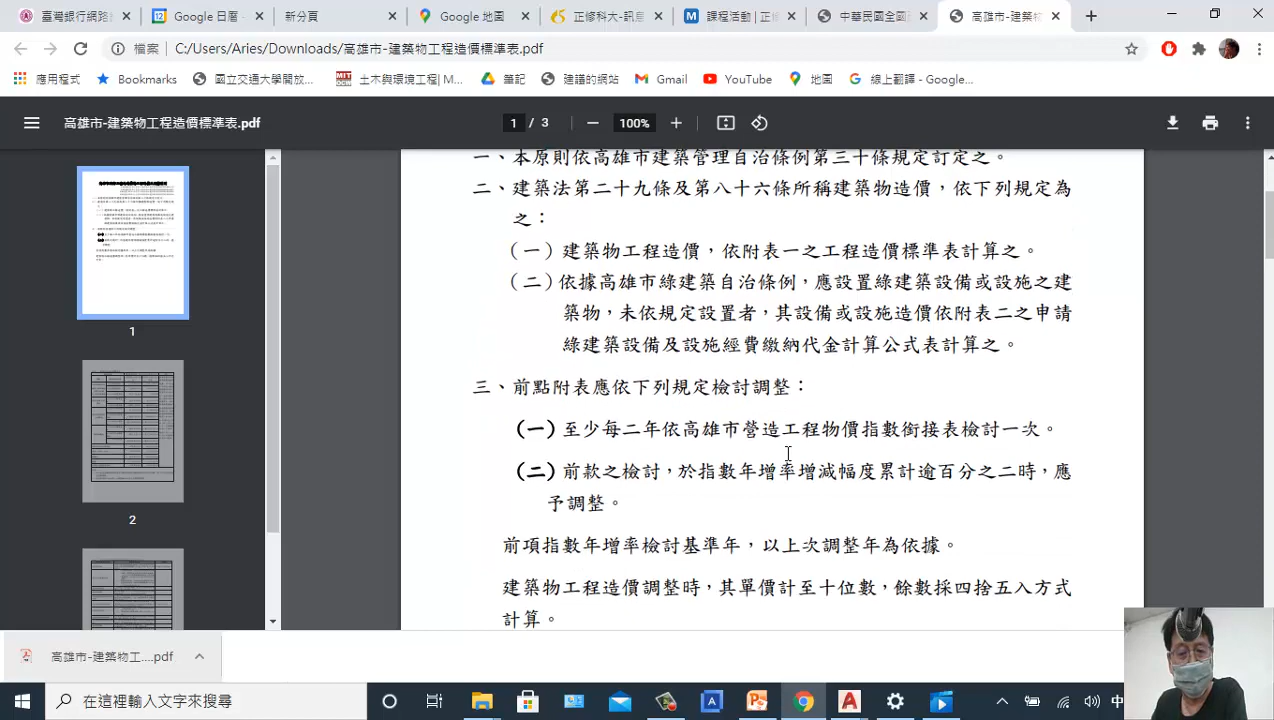 臺灣銀行網路
Google 日曆 -
新分頁
Google 地圖
正修科大-訊息
課程活動 | 正修
中華民國全國
高雄市-建築物
檔案
C:/Users/Aries/Downloads/高雄市-建築物工程造價標準表.pdf
應用程式
Bookmarks
國立交通大學開放...
MIT
土木與環境工程| M...
筆記
建議的網站
Gmail
YouTube
地圖
線上翻譯 - Google...
高雄市-建築物工程造價標準表.pdf
1 / 3
100%
一、本原則依高雄市建築管理自治條例第三十條規定訂定之。
二、建築法第二十九條及第八十六條所稱建築物造價，依下列規定為
之：
（一）建築物工程造價，依附表一之工程造價標準表計算之。
（二）依據高雄市綠建築自治條例，應設置綠建築設備或設施之建
築物，未依規定設置者，其設備或設施造價依附表二之申請
綠建築設備及設施經費繳納代金計算公式表計算之。
三、前點附表應依下列規定檢討調整：
（一）至少每二年依高雄市營造工程物價指數銜接表檢討一次。
（二）前款之檢討，於指數年增率增減幅度累計逾百分之二時，應
予調整。
前項指數年增率檢討基準年，以上次調整年為依據。
建築物工程造價調整時，其單價計至十位數，餘數採四捨五入方式
計算。
1
2
高雄市-建築物工....pdf
在這裡輸入文字來搜尋
中